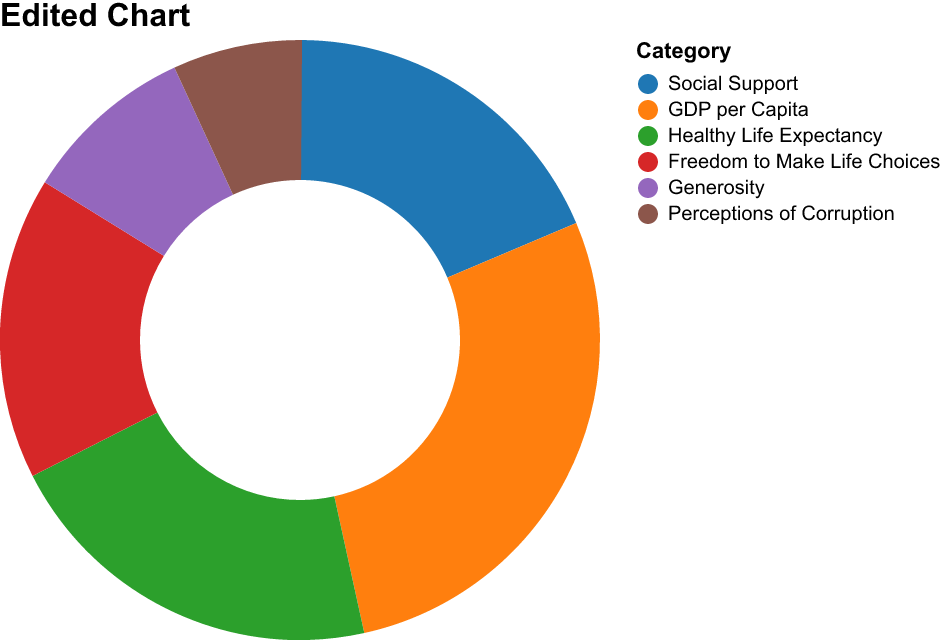 Edited Chart
Category
Social Support
GDP per Capita
Healthy Life Expectancy
Freedom to Make Life Choices
Generosity
Perceptions of Corruption